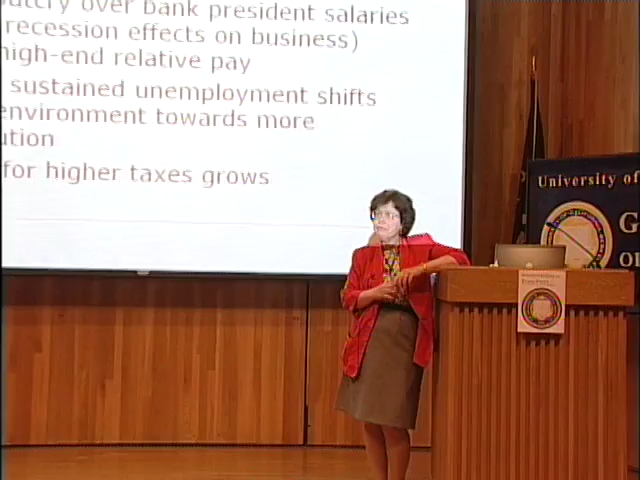 over bank president salaries
recession effects on business)
high-end relative pay
sustained unemployment shifts
environment towards more
for higher taxes grows
University of
G